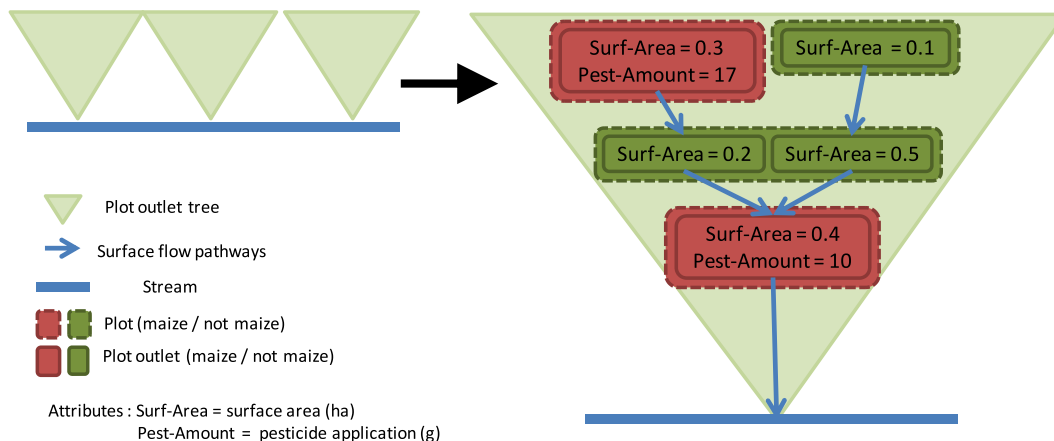 Surf-Area = 0.3
Pest-Amount = 17
Surf-Area = 0.1
Surf-Area = 0.2
Surf-Area = 0.5
Surf-Area = 0.4
Pest-Amount = 10
Plot outlet tree
Surface flow pathways
Stream
Plot (maize / not maize)
Plot outlet (maize / not maize)
Attributes : Surf-Area = surface area (ha)
Pest-Amount = pesticide application (g)